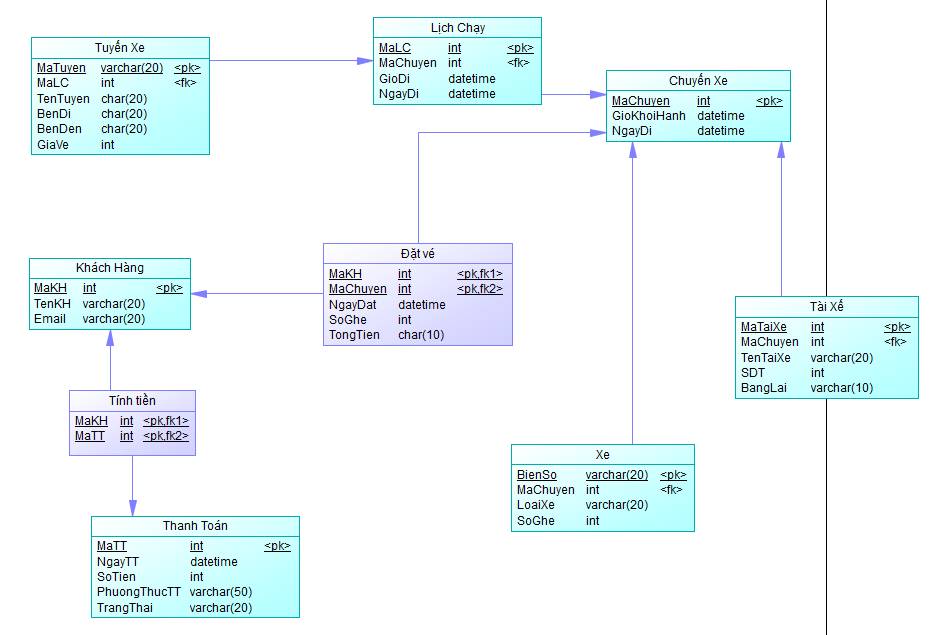 Tuyến Xe
MaTuyen varchar(20) <pk>
MaLC int <fk>
TenTuyen char(20)
BenDi char(20)
BenDen char(20)
GiaVe int
Lịch Chạy
MaLC int <pk>
MaChuyen int <fk>
GioDi datetime
NgayDi datetime
Chuyến Xe
MaChuyen int <pk>
GioKhoiHanh datetime
NgayDi datetime
Khách Hàng
MaKH int <pk>
TenKH varchar(20)
Email varchar(20)
Đặt vé
MaKH int <pk,fk1>
MaChuyen int <pk,fk2>
NgayDat datetime
SoGhe int
TongTien char(10)
Tài Xế
MaTaiXe int <pk>
MaChuyen int <fk>
TenTaiXe varchar(20)
SDT int
BangLai varchar(10)
Tính tiền
MaKH int <pk,fk1>
MaTT int <pk,fk2>
Xe
BienSo varchar(20) <pk>
MaChuyen int <fk>
LoaiXe varchar(20)
SoGhe int
Thanh Toán
MaTT int <pk>
NgayTT datetime
SoTien int
PhuongThucTT varchar(50)
TrangThai varchar(20)